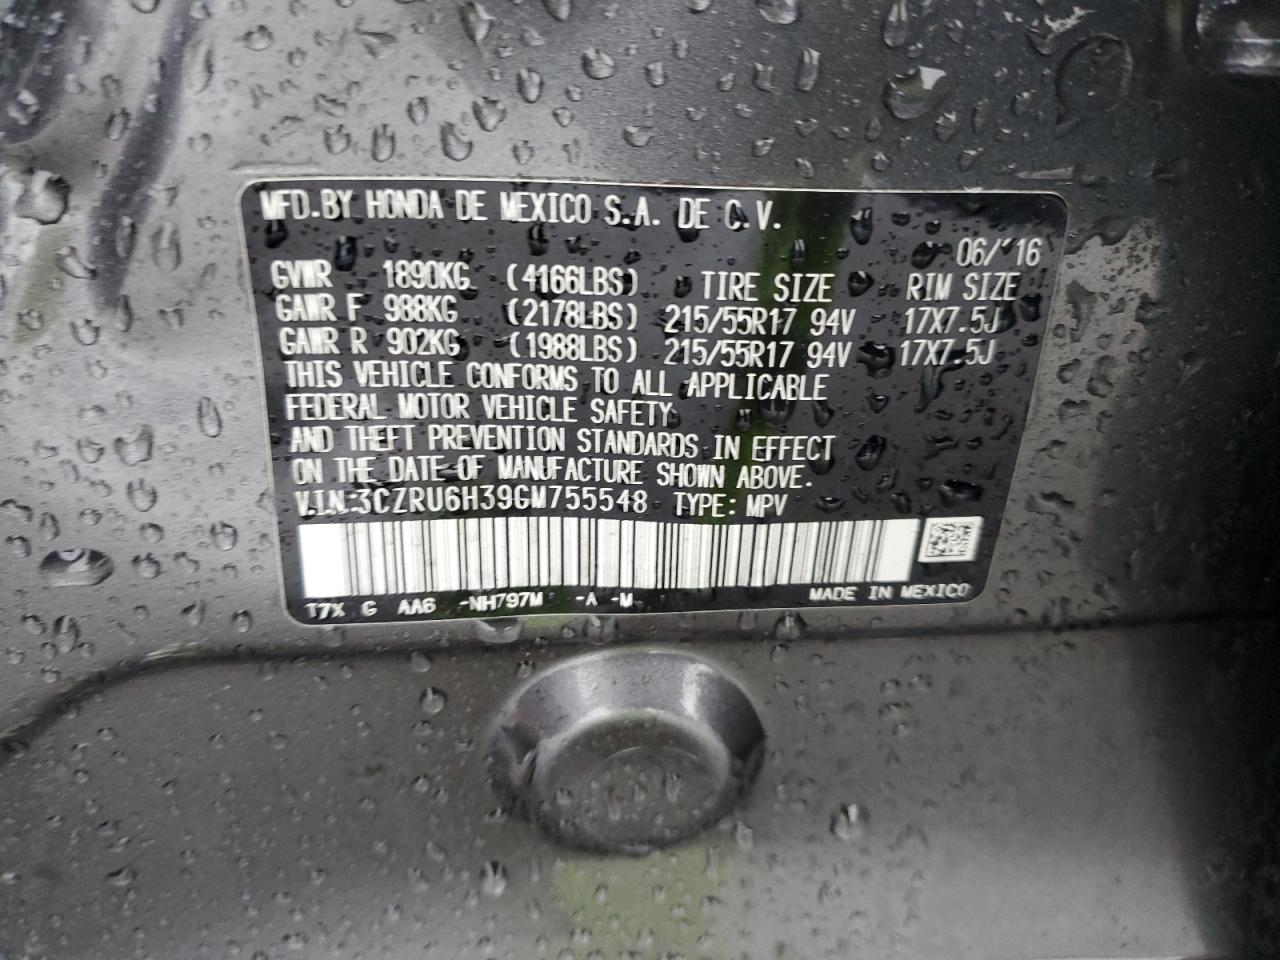 MFD.BY HONDA DE MEXICO S.A. DE C.V.
06/'16
GVWR 1890KG (4166LBS) TIRE SIZE RIM SIZE
GAWR F 988KG (2178LBS) 215/55R17 94V 17X7.5J
GAWR R 902KG (1988LBS) 215/55R17 94V 17X7.5J
THIS VEHICLE CONFORMS TO ALL APPLICABLE
FEDERAL MOTOR VEHICLE SAFETY
AND THEFT PREVENTION STANDARDS IN EFFECT
ON THE DATE OF MANUFACTURE SHOWN ABOVE.
V.I.N:3CZRU6H39GM755548 TYPE: MPV
T7X G AA6 -NH797M -A -M MADE IN MEXICO